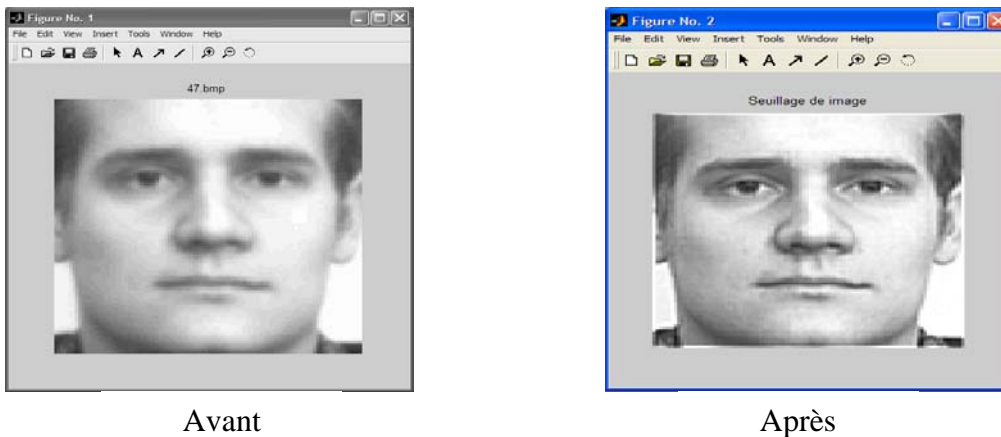 Figure No. 1
File Edit View Insert Tools Window Help
47.bmp
Figure No. 2
File Edit View Insert Tools Window Help
Seuillage de image
Avant
Après